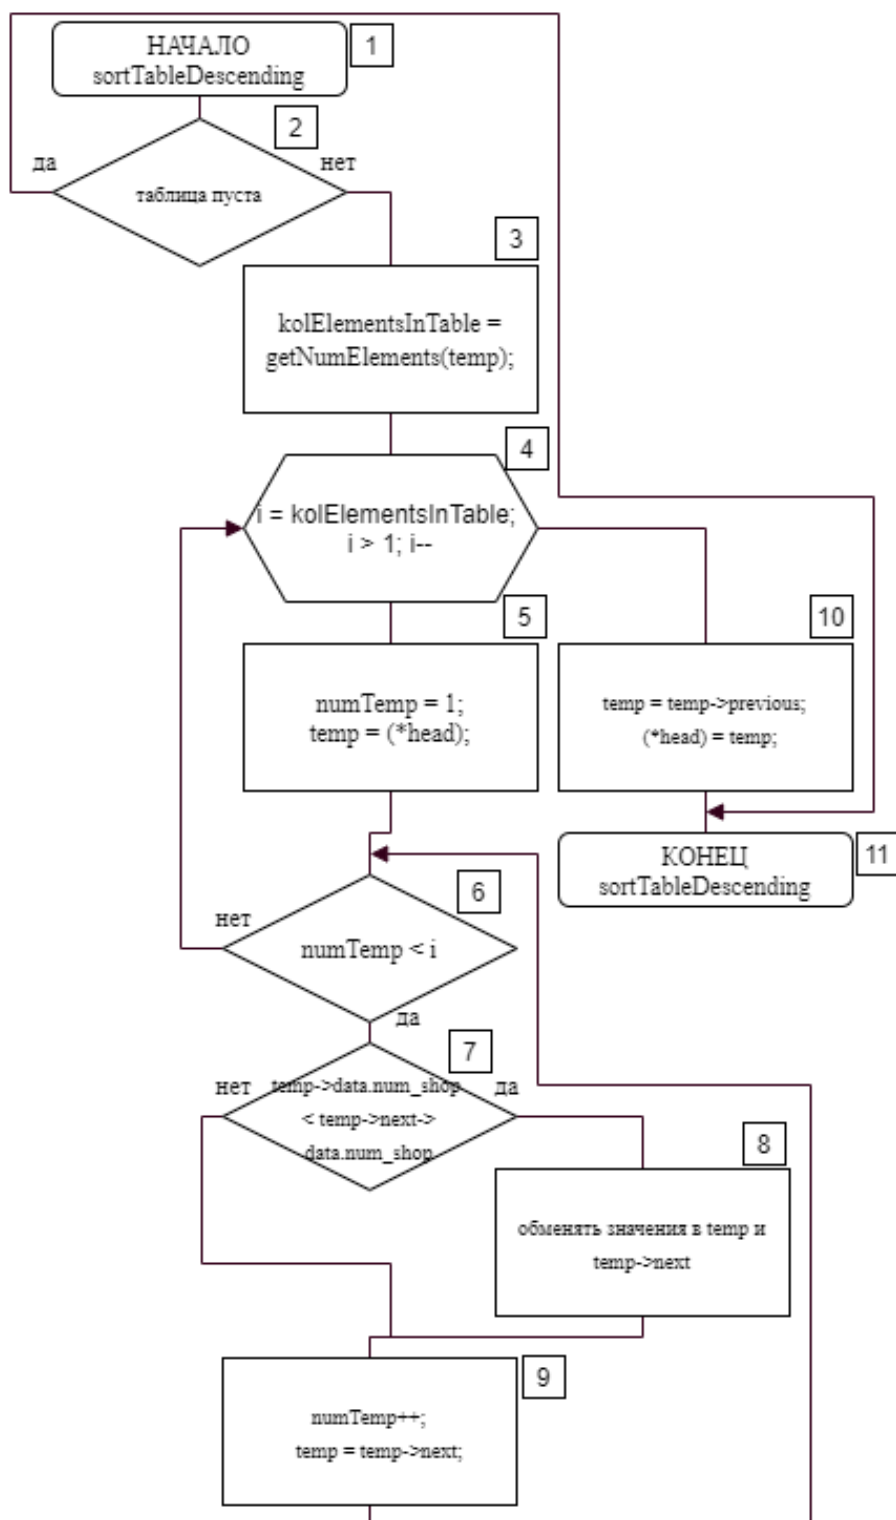 НАЧАЛО
sortTableDescending
1
2
да
нет
таблица пуста
3
kolElementsInTable =
getNumElements(temp);
4
i = kolElementsInTable;
i > 1; i--
5
numTemp = 1;
temp = (*head);
10
temp = temp->previous;
(*head) = temp;
КОНЕЦ
sortTableDescending
11
6
нет
numTemp < i
да
7
нет
temp->data.num_shop
< temp->next->
data.num_shop
да
8
обменять значения в temp и
temp->next
9
numTemp++;
temp = temp->next;